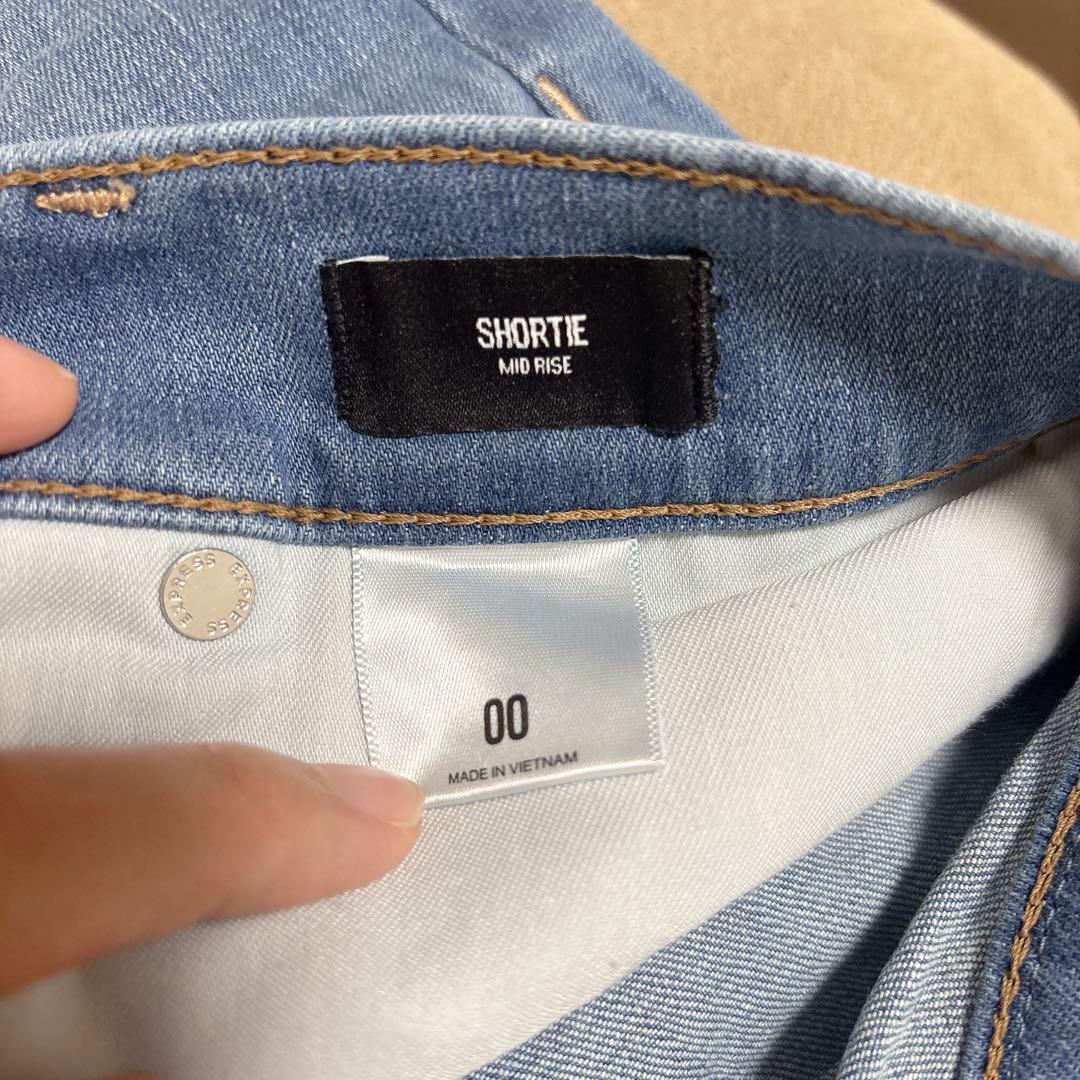 SHORTIE
MID RISE
EXPRESS EXPRESS
00
MADE IN VIETNAM